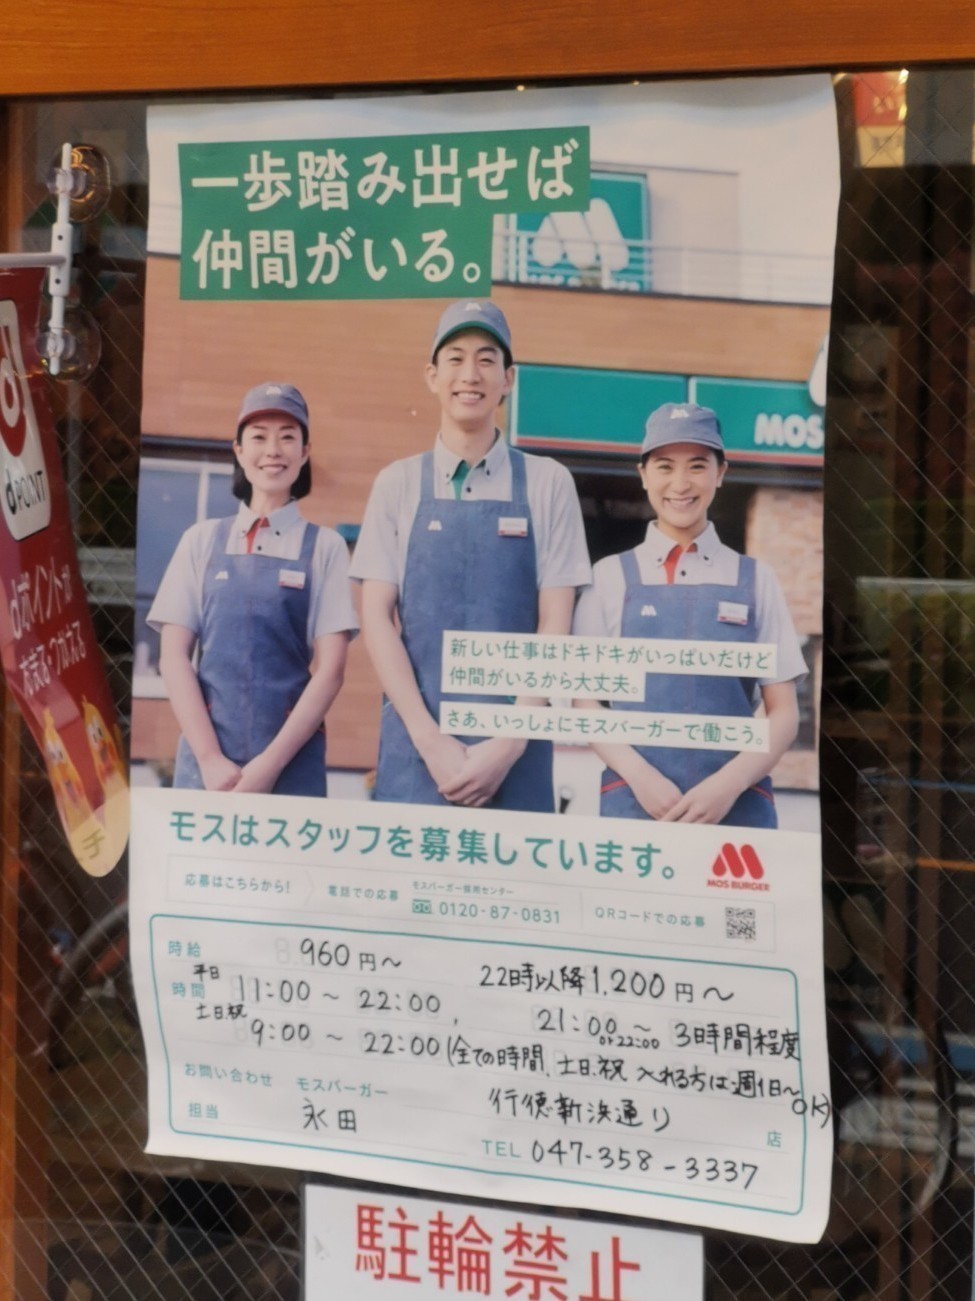 一歩踏み出せば
仲間がいる。
MOS
新しい仕事はドキドキがいっぱいだけど
仲間がいるから大丈夫。
さあ、いっしょにモスバーガーで働こう。
モスはスタッフを募集しています。
MOS BURGER
応募はこちらから!
電話での応募
モスバーガー採用センター
0120-87-0831
QRコードでの応募
時給 960円~ 22時以降1,200円~
時間 平日 11:00 ~ 22:00, 21:00 or 22:00 ~ 3時間程度
土日祝 9:00 ~ 22:00 (全ての時間、土日、祝 入れる方は週1日~OK)
お問い合わせ モスバーガー 行徳新浜通り 店
担当 永田
TEL 047-358-3337
駐輪禁止
d POINT
dポイントが
たまる・つかえる